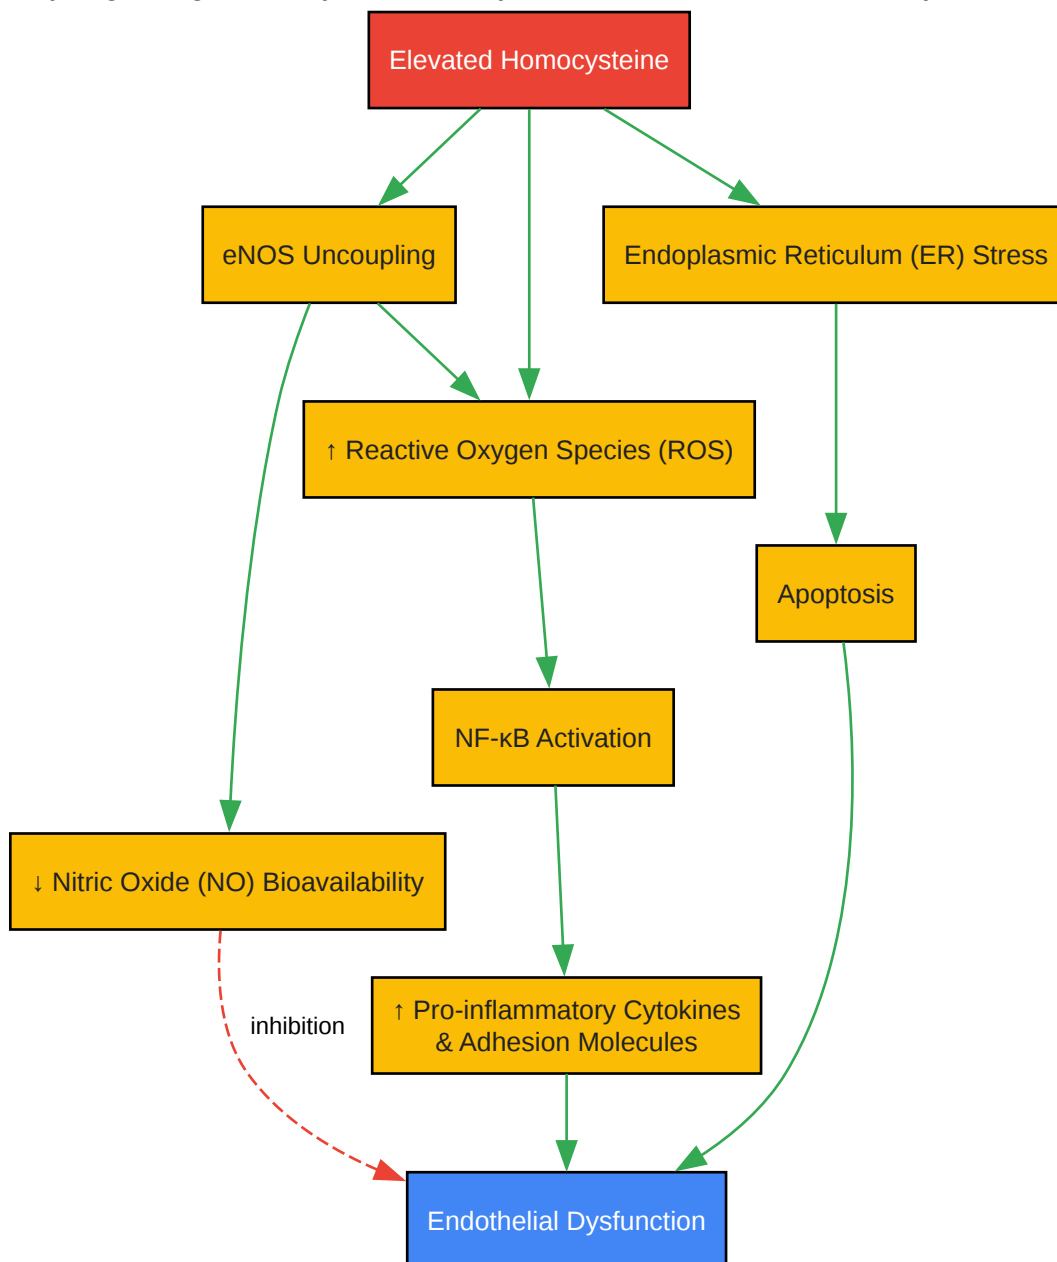 Elevated Homocysteine
eNOS Uncoupling
Endoplasmic Reticulum (ER) Stress
↑ Reactive Oxygen Species (ROS)
Apoptosis
NF-κB Activation
↓ Nitric Oxide (NO) Bioavailability
↑ Pro-inflammatory Cytokines
& Adhesion Molecules
inhibition
Endothelial Dysfunction